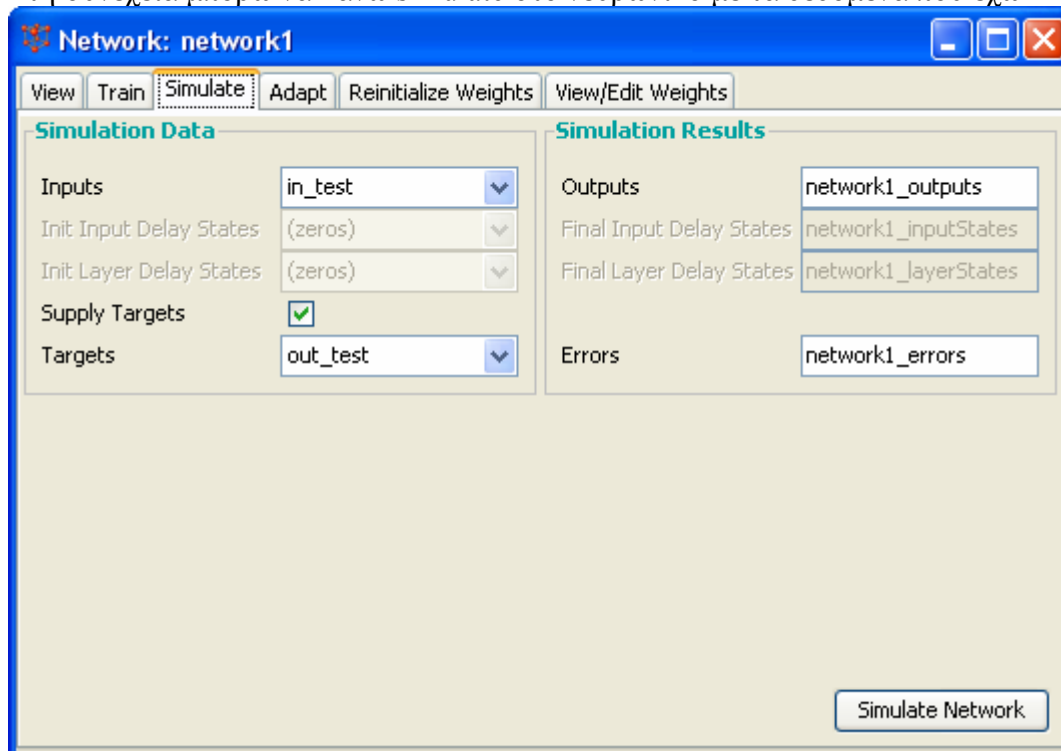 Network: network1
View Train Simulate Adapt Reinitialize Weights View/Edit Weights
Simulation Data
Inputs in_test
Init Input Delay States (zeros)
Init Layer Delay States (zeros)
Supply Targets
Targets out_test
Simulation Results
Outputs network1_outputs
Final Input Delay States network1_inputStates
Final Layer Delay States network1_layerStates
Errors network1_errors
Simulate Network